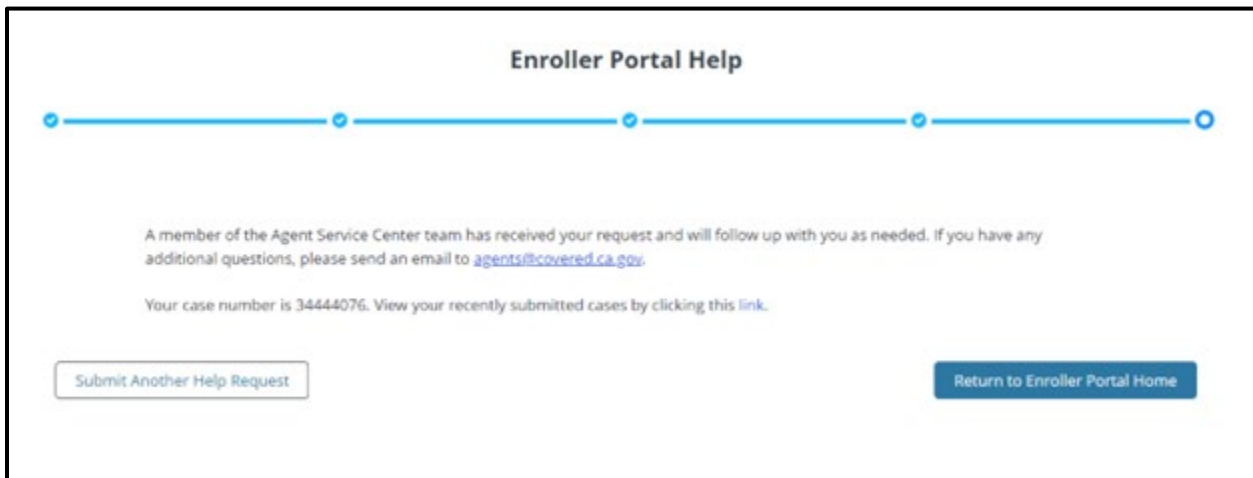 Enroller Portal Help
A member of the Agent Service Center team has received your request and will follow up with you as needed. If you have any
additional questions, please send an email to agents@covered.ca.gov.
Your case number is 34444076. View your recently submitted cases by clicking this link.
Submit Another Help Request
Return to Enroller Portal Home